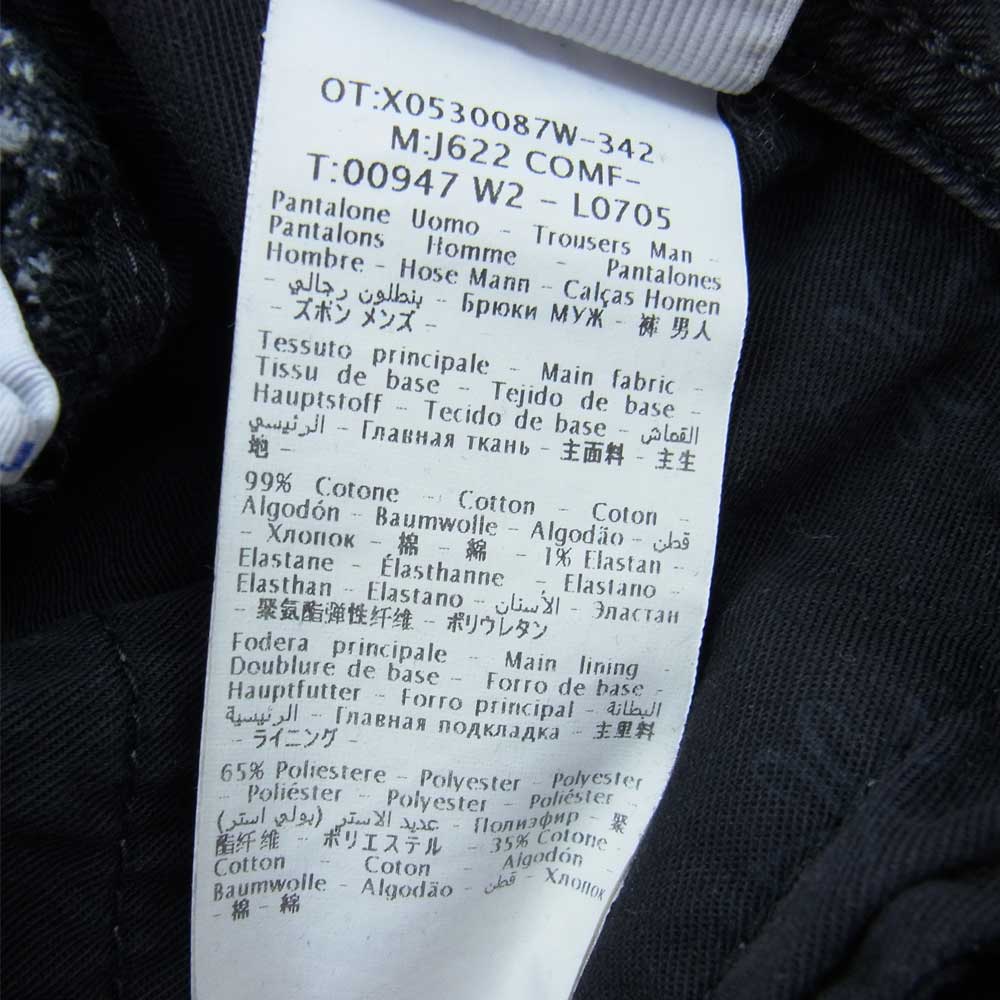 OT:X0530087W-342
M:J622 COMF-
T:00947 W2 - L0705
Pantalone Uomo - Trousers Man -
Pantalons Homme - Pantalones
Hombre - Hose Mann - Calças Homen
- بنطلون رجالي - Брюки МУЖ - 裤 男人
- ズボン メンズ -
Tessuto principale - Main fabric -
Tissu de base - Tejido de base -
Hauptstoff - Tecido de base - القماش
الرئيسي - Главная ткань - 主面料 - 主生
地 -
99% Cotone - Cotton - Coton -
Algodón - Baumwolle - Algodão - قطن
- Хлопок - 棉 - 綿 - 1% Elastan -
Elastane - Élasthanne - Elastano -
Elasthan - Elastano - الأسنان - Эластан
- 聚氨酯弹性纤维 - ポリウレタン
Fodera principale - Main lining -
Doublure de base - Forro de base -
Hauptfutter - Forro principal - البطانة
الرئيسية - Главная подкладка - 主里料
- ライニング -
65% Poliestere - Polyester - Polyester
- Poliéster - Polyester - Poliéster -
عديد الاستر (بولي استر) - Полиэфир - 聚
酯纤维 - ポリエステル - 35% Cotone -
Cotton - Coton - Algodón -
Baumwolle - Algodão - قطن - Хлопок
- 棉 - 綿